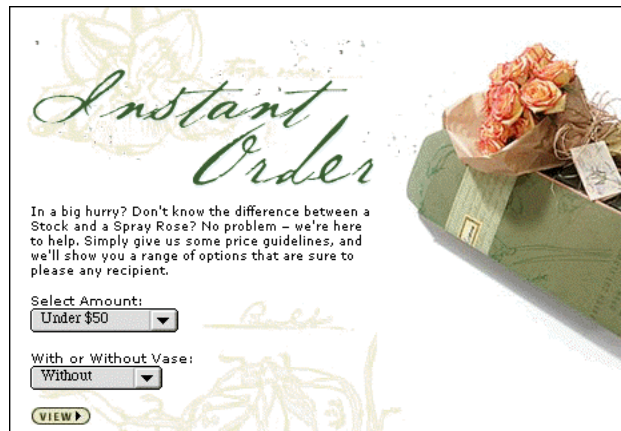 Instant
Order
In a big hurry? Don't know the difference between a
Stock and a Spray Rose? No problem – we're here
to help. Simply give us some price guidelines, and
we'll show you a range of options that are sure to
please any recipient.
Select Amount:
Under $50
With or Without Vase:
Without
VIEW